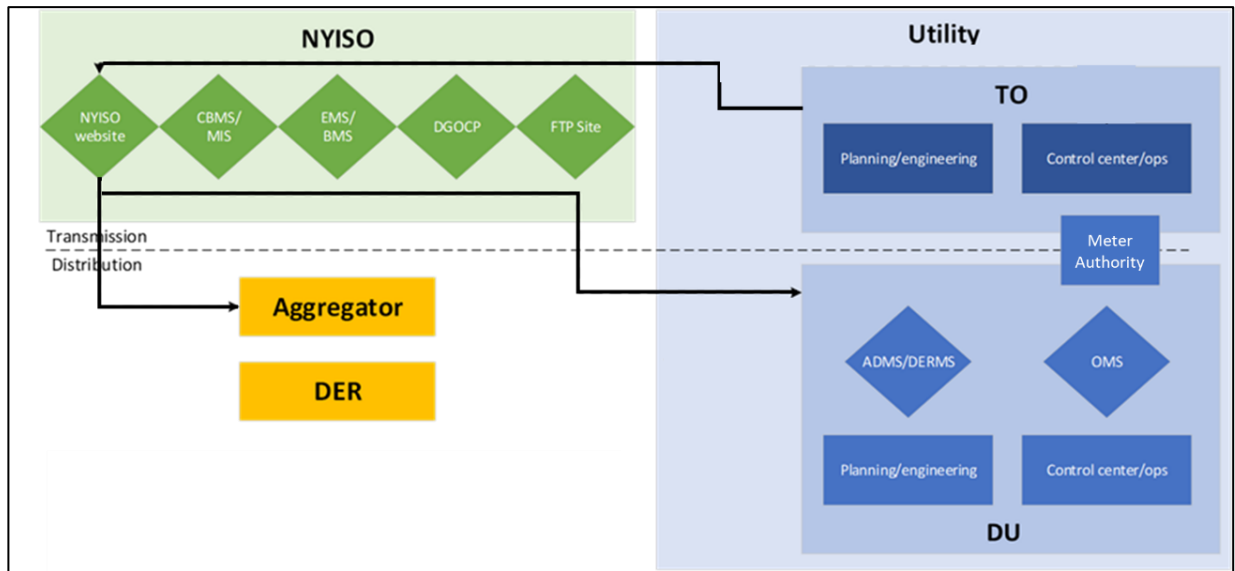 NYISO
Utility
TO
NYISO
website
CBMS/
MIS
EMS/
BMS
DGOCP
FTP Site
Planning/engineering
Control center/ops
Transmission
Distribution
Meter
Authority
Aggregator
DER
ADMS/DERMS
OMS
Planning/engineering
Control center/ops
DU